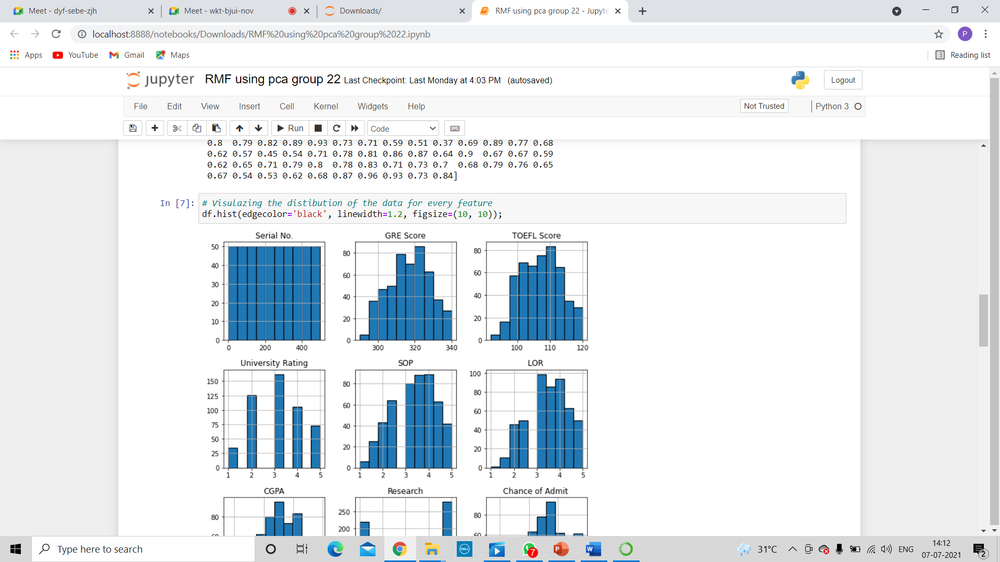 Meet - dyf-sebe-zjh
Meet - wkt-bjui-nov
Downloads/
RMF using pca group 22 - Jupyte
localhost:8888/notebooks/Downloads/RMF%20using%20pca%20group%2022.ipynb
P
Apps YouTube Gmail Maps Reading list
jupyter RMF using pca group 22 Last Checkpoint: Last Monday at 4:03 PM (autosaved) Logout
File Edit View Insert Cell Kernel Widgets Help Not Trusted Python 3
Run Code
0.8 0.79 0.82 0.89 0.93 0.73 0.71 0.59 0.51 0.37 0.69 0.89 0.77 0.68
0.62 0.57 0.45 0.54 0.71 0.78 0.81 0.86 0.87 0.64 0.9 0.67 0.67 0.59
0.62 0.65 0.71 0.79 0.8 0.78 0.83 0.71 0.73 0.7 0.68 0.79 0.76 0.65
0.67 0.54 0.53 0.62 0.68 0.87 0.96 0.93 0.73 0.84]
In [7]: # Visulazing the distibution of the data for every feature
df.hist(edgecolor='black', linewidth=1.2, figsize=(10, 10));
Serial No.
50
40
30
20
10
0
0 200 400
GRE Score
80
60
40
20
0
300 320 340
TOEFL Score
80
60
40
20
0
100 110 120
University Rating
150
125
100
75
50
25
0
1 2 3 4 5
SOP
80
60
40
20
0
1 2 3 4 5
LOR
100
80
60
40
20
0
1 2 3 4 5
CGPA
80
Research
250
200
Chance of Admit
80
60
Type here to search
DELL
7
P
W
31°C
ENG
14:12
07-07-2021
2